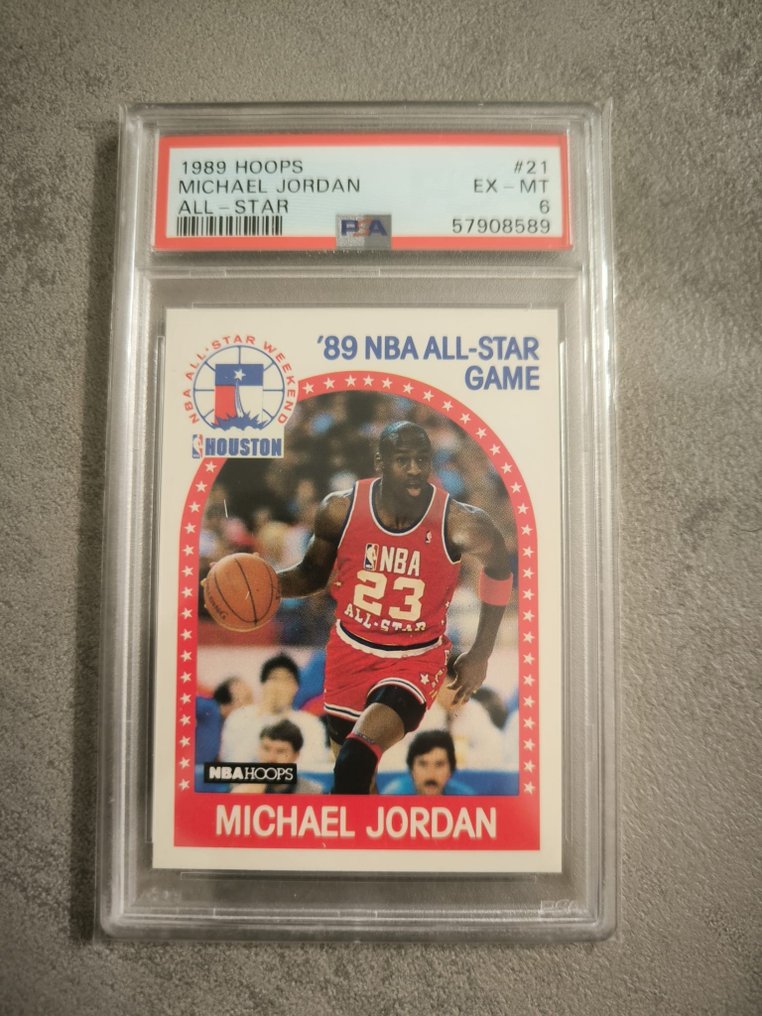 1989 HOOPS #21
MICHAEL JORDAN EX - MT
ALL - STAR 6
PSA 57908589
'89 NBA ALL-STAR
GAME
NBA ALL·STAR WEEKEND
HOUSTON
NBA
23
ALL-STAR
NBA HOOPS
MICHAEL JORDAN
PSA